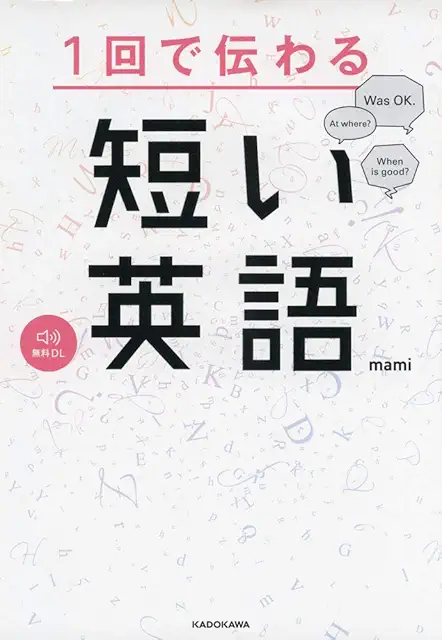 1回で伝わる
Was OK.
At where?
When
is good?
短い
英語
無料DL
mami
KADOKAWA